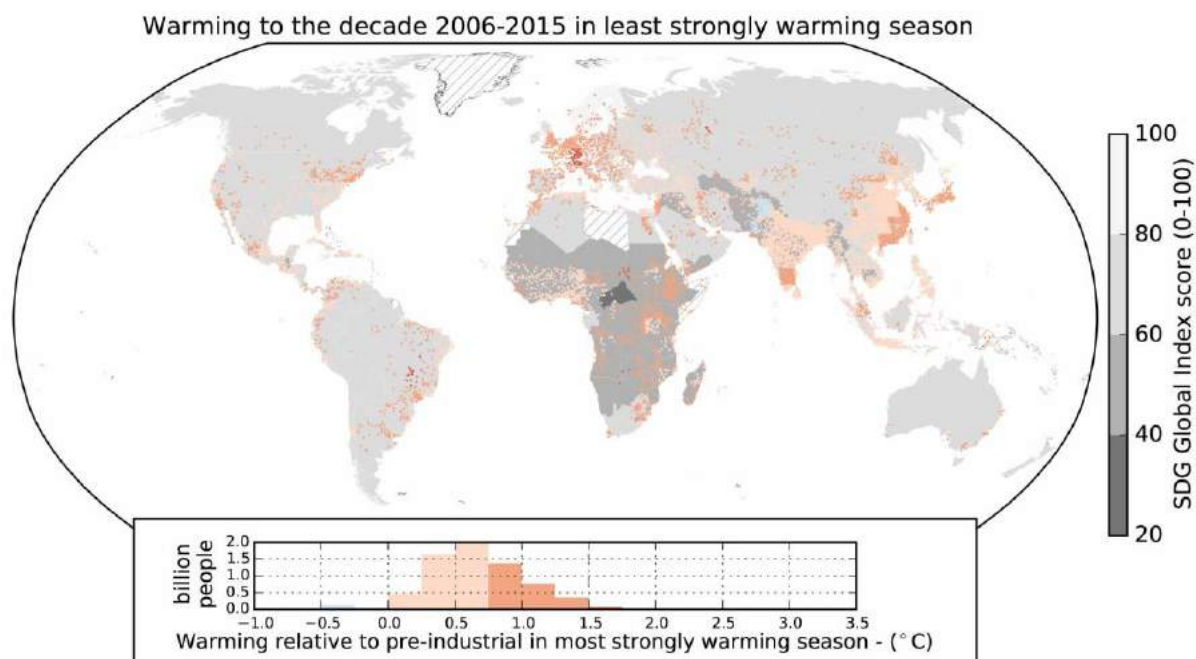 Warming to the decade 2006-2015 in least strongly warming season
100
80
60
40
20
SDG Global Index score (0-100)
billion
people
2.0
1.5
1.0
0.5
0.0
−1.0 −0.5 0.0 0.5 1.0 1.5 2.0 2.5 3.0 3.5
Warming relative to pre-industrial in most strongly warming season - (°C)